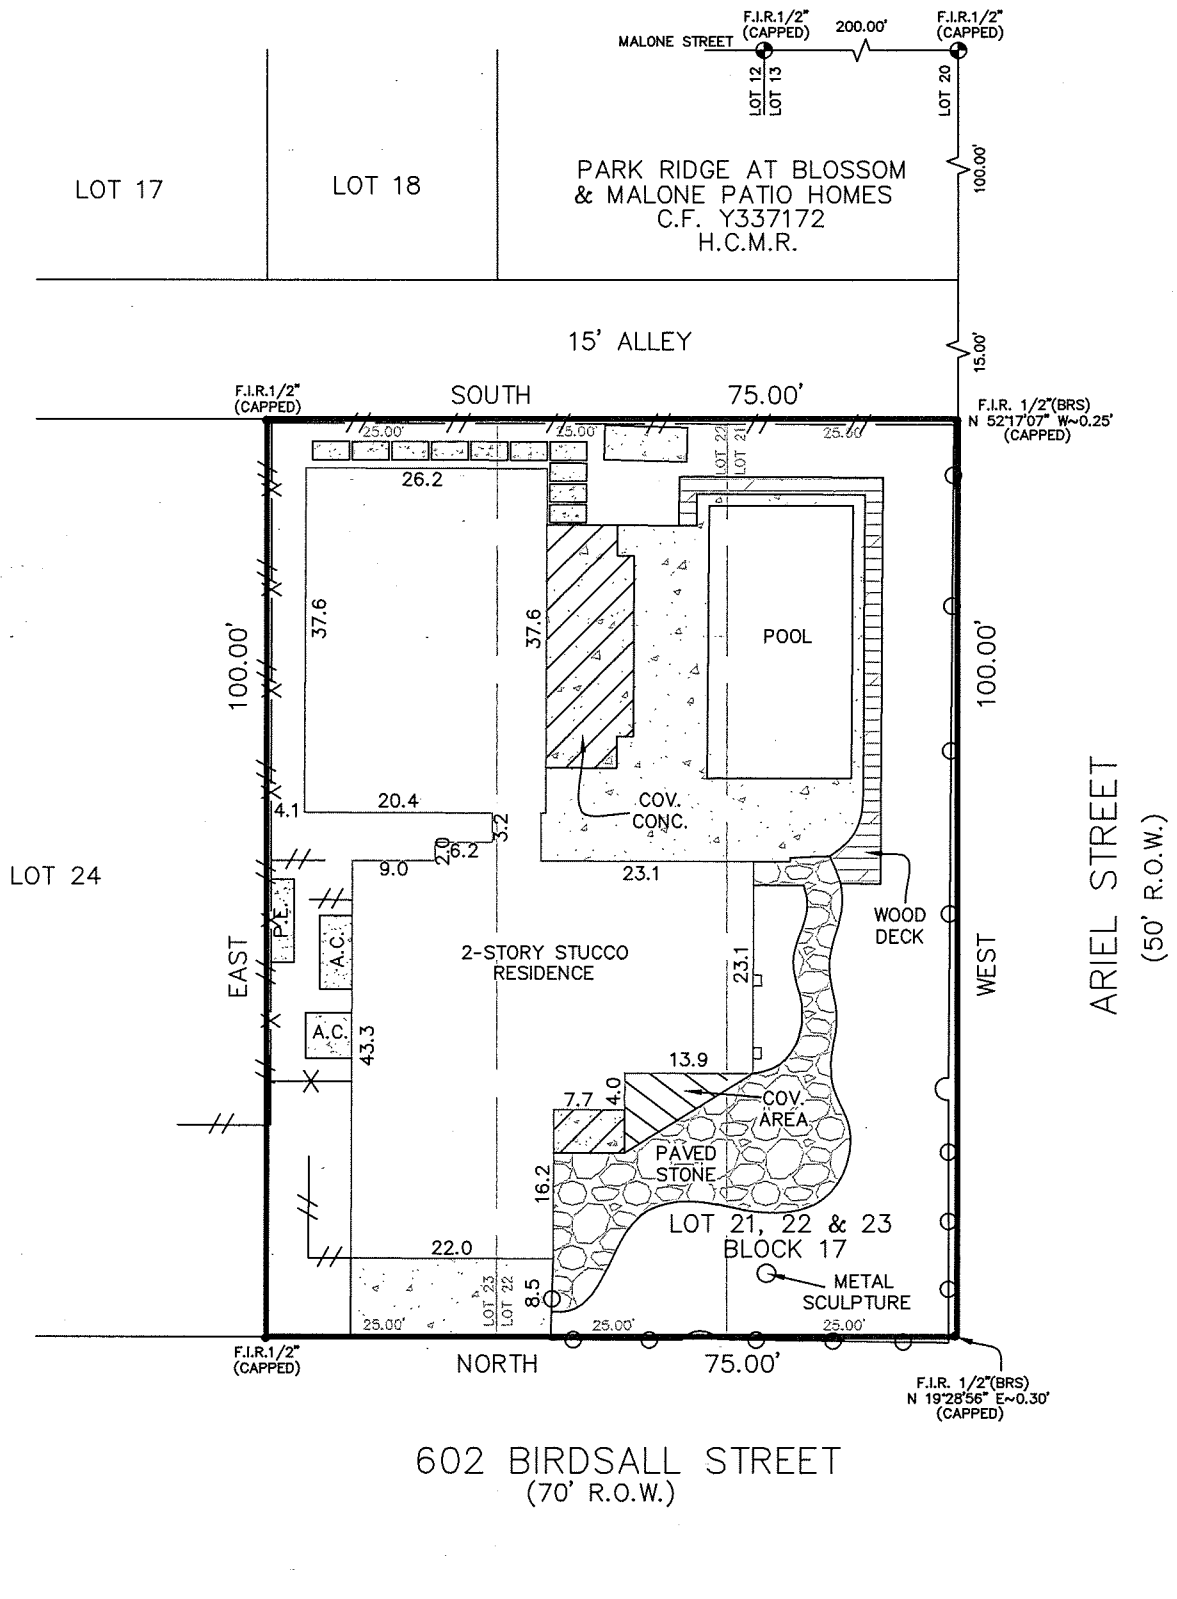 F.I.R.1/2"
(CAPPED)
200.00'
F.I.R.1/2"
(CAPPED)
MALONE STREET
LOT 12
LOT 13
LOT 20
100.00'
LOT 17
LOT 18
PARK RIDGE AT BLOSSOM
& MALONE PATIO HOMES
C.F. Y337172
H.C.M.R.
15' ALLEY
15.00'
F.I.R.1/2"
(CAPPED)
SOUTH 75.00'
F.I.R. 1/2"(BRS)
N 52°17'07" W~0.25'
(CAPPED)
25.00'
25.00'
25.00'
LOT 22
LOT 21
26.2
37.6
37.6
POOL
100.00'
100.00'
4.1
20.4
3.2
COV.
CONC.
2.0
6.2
9.0
23.1
LOT 24
P.E.
A.C.
A.C.
EAST
2-STORY STUCCO
RESIDENCE
23.1
WOOD
DECK
WEST
ARIEL STREET
(50' R.O.W.)
43.3
13.9
7.7
4.0
COV.
AREA
PAVED
STONE
16.2
LOT 21, 22 & 23
BLOCK 17
22.0
METAL
SCULPTURE
LOT 23
LOT 22
8.5
25.00'
25.00'
25.00'
F.I.R.1/2"
(CAPPED)
NORTH 75.00'
F.I.R. 1/2"(BRS)
N 19°28'56" E~0.30'
(CAPPED)
602 BIRDSALL STREET
(70' R.O.W.)